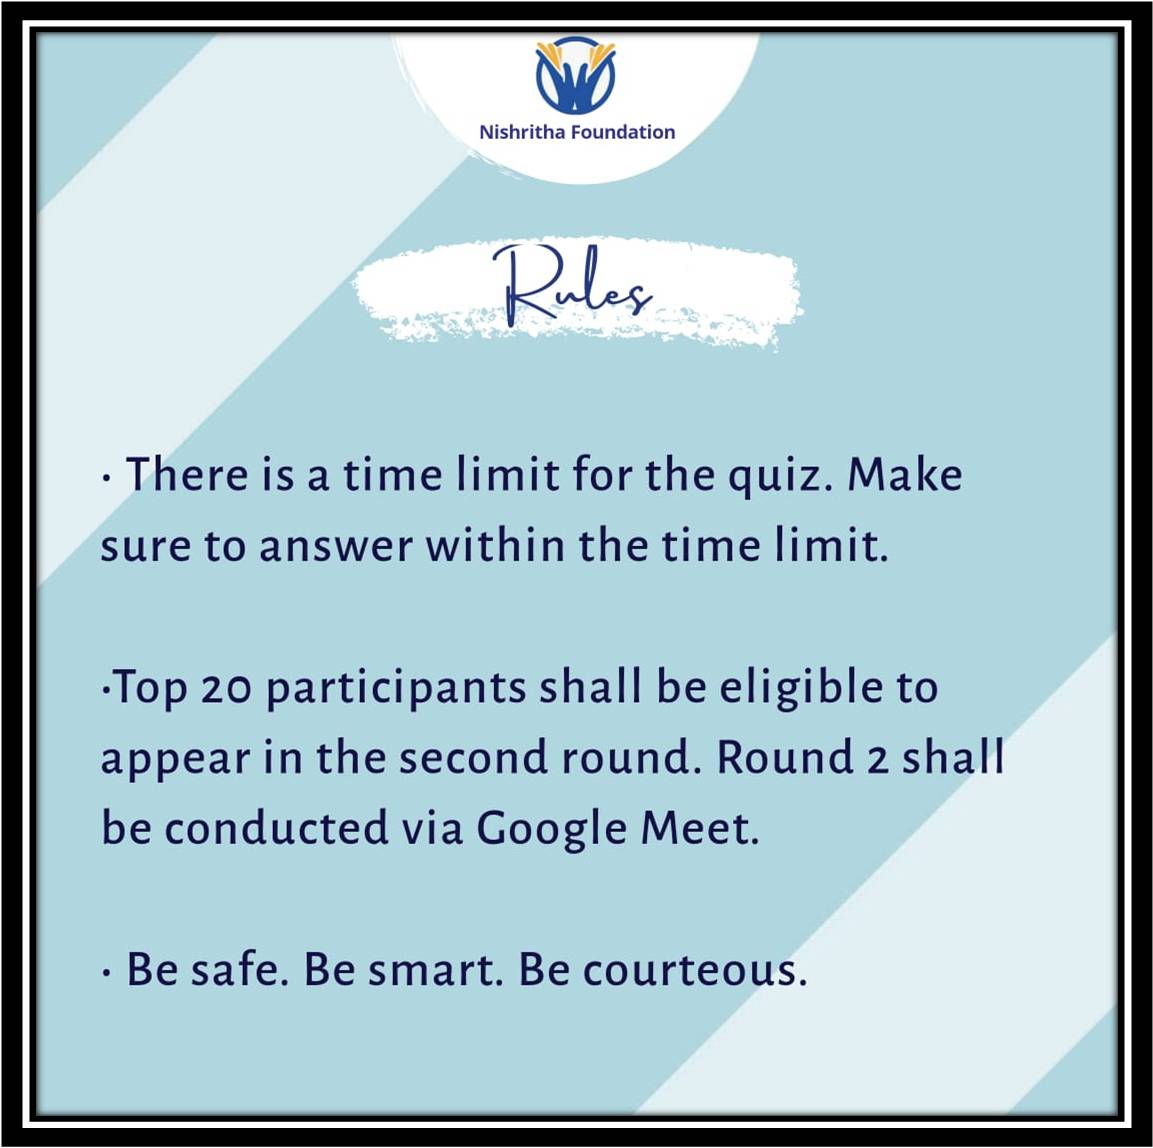 Nishritha Foundation
Rules
· There is a time limit for the quiz. Make
sure to answer within the time limit.
·Top 20 participants shall be eligible to
appear in the second round. Round 2 shall
be conducted via Google Meet.
· Be safe. Be smart. Be courteous.